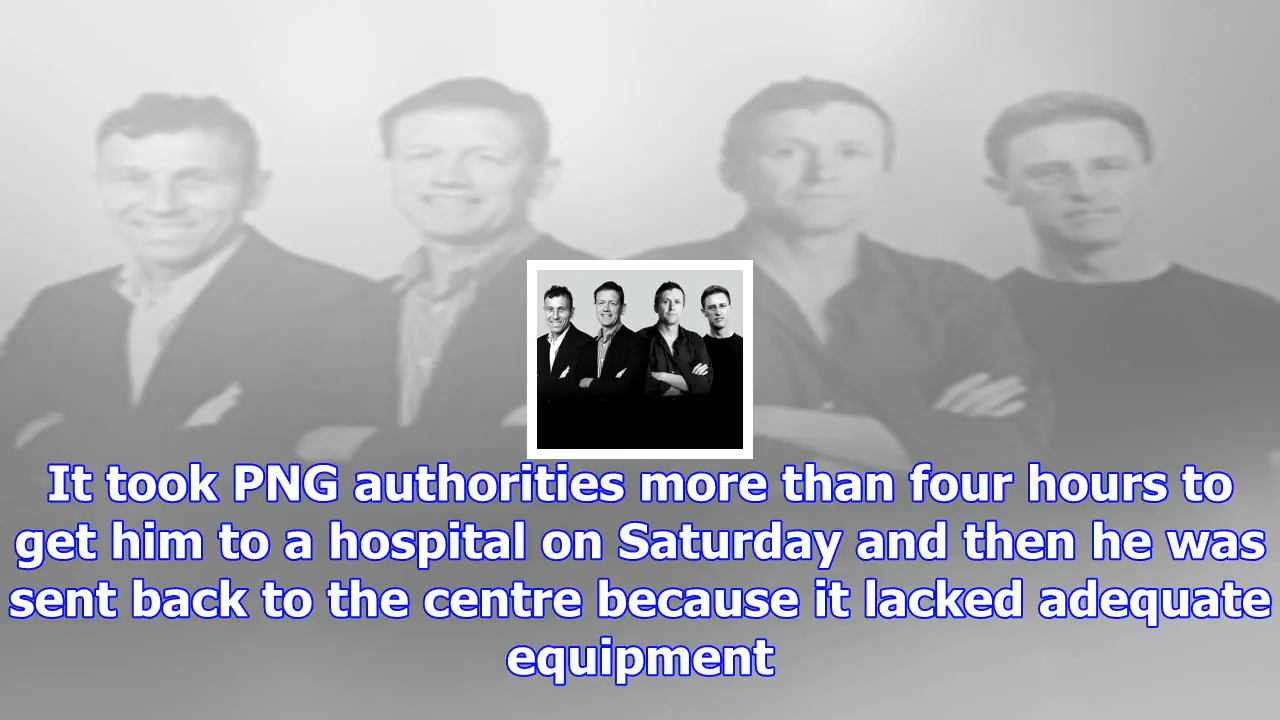 It took PNG authorities more than four hours to
get him to a hospital on Saturday and then he was
sent back to the centre because it lacked adequate
equipment